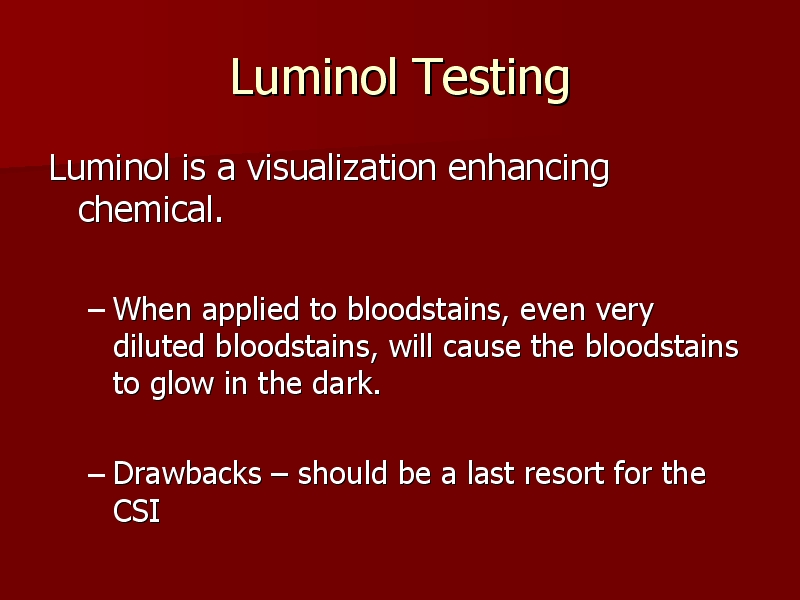 Luminol Testing
Luminol is a visualization enhancing
chemical.
– When applied to bloodstains, even very
diluted bloodstains, will cause the bloodstains
to glow in the dark.
– Drawbacks – should be a last resort for the
CSI